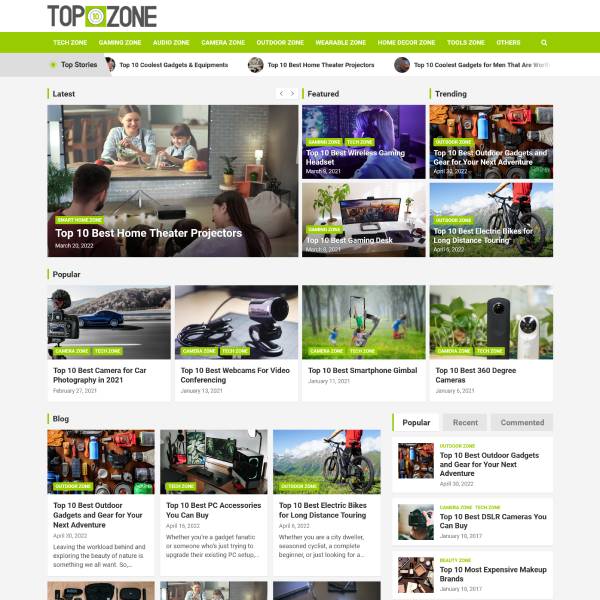 TOP 10 ZONE
TECH ZONE GAMING ZONE AUDIO ZONE CAMERA ZONE OUTDOOR ZONE WEARABLE ZONE HOME DECOR ZONE TOOLS ZONE OTHERS
Top Stories
Top 10 Coolest Gadgets & Equipments
Top 10 Best Home Theater Projectors
Top 10 Coolest Gadgets for Men That Are Worth
Latest
SMART HOME ZONE
Top 10 Best Home Theater Projectors
March 20, 2022
Featured
GAMING ZONE TECH ZONE
Top 10 Best Wireless Gaming
Headset
March 9, 2021
GAMING ZONE
Top 10 Best Gaming Desk
March 8, 2021
Trending
OUTDOOR ZONE
Top 10 Best Outdoor Gadgets and
Gear for Your Next Adventure
April 30, 2022
OUTDOOR ZONE
Top 10 Best Electric Bikes for
Long Distance Touring
April 6, 2022
Popular
CAMERA ZONE TECH ZONE
Top 10 Best Camera for Car
Photography in 2021
February 27, 2021
CAMERA ZONE TECH ZONE
Top 10 Best Webcams For Video
Conferencing
January 13, 2021
CAMERA ZONE TECH ZONE
Top 10 Best Smartphone Gimbal
January 11, 2021
CAMERA ZONE TECH ZONE
Top 10 Best 360 Degree
Cameras
January 6, 2021
Blog
OUTDOOR ZONE
Top 10 Best Outdoor
Gadgets and Gear for Your
Next Adventure
April 30, 2022
Leaving the workload behind and
exploring the beauty of nature is
something we all want. So,...
TECH ZONE
Top 10 Best PC Accessories
You Can Buy
April 16, 2022
Whether you're a gadget fanatic
or someone who's just trying to
upgrade their existing PC setup,...
OUTDOOR ZONE
Top 10 Best Electric Bikes
for Long Distance Touring
April 6, 2022
Whether you are a city dweller,
seasoned cyclist, a complete
beginner, or just looking for a...
Popular Recent Commented
OUTDOOR ZONE
Top 10 Best Outdoor Gadgets
and Gear for Your Next
Adventure
April 30, 2022
CAMERA ZONE TECH ZONE
Top 10 Best DSLR Cameras You
Can Buy
January 10, 2017
BEAUTY ZONE
Top 10 Most Expensive Makeup
Brands
January 10, 2017